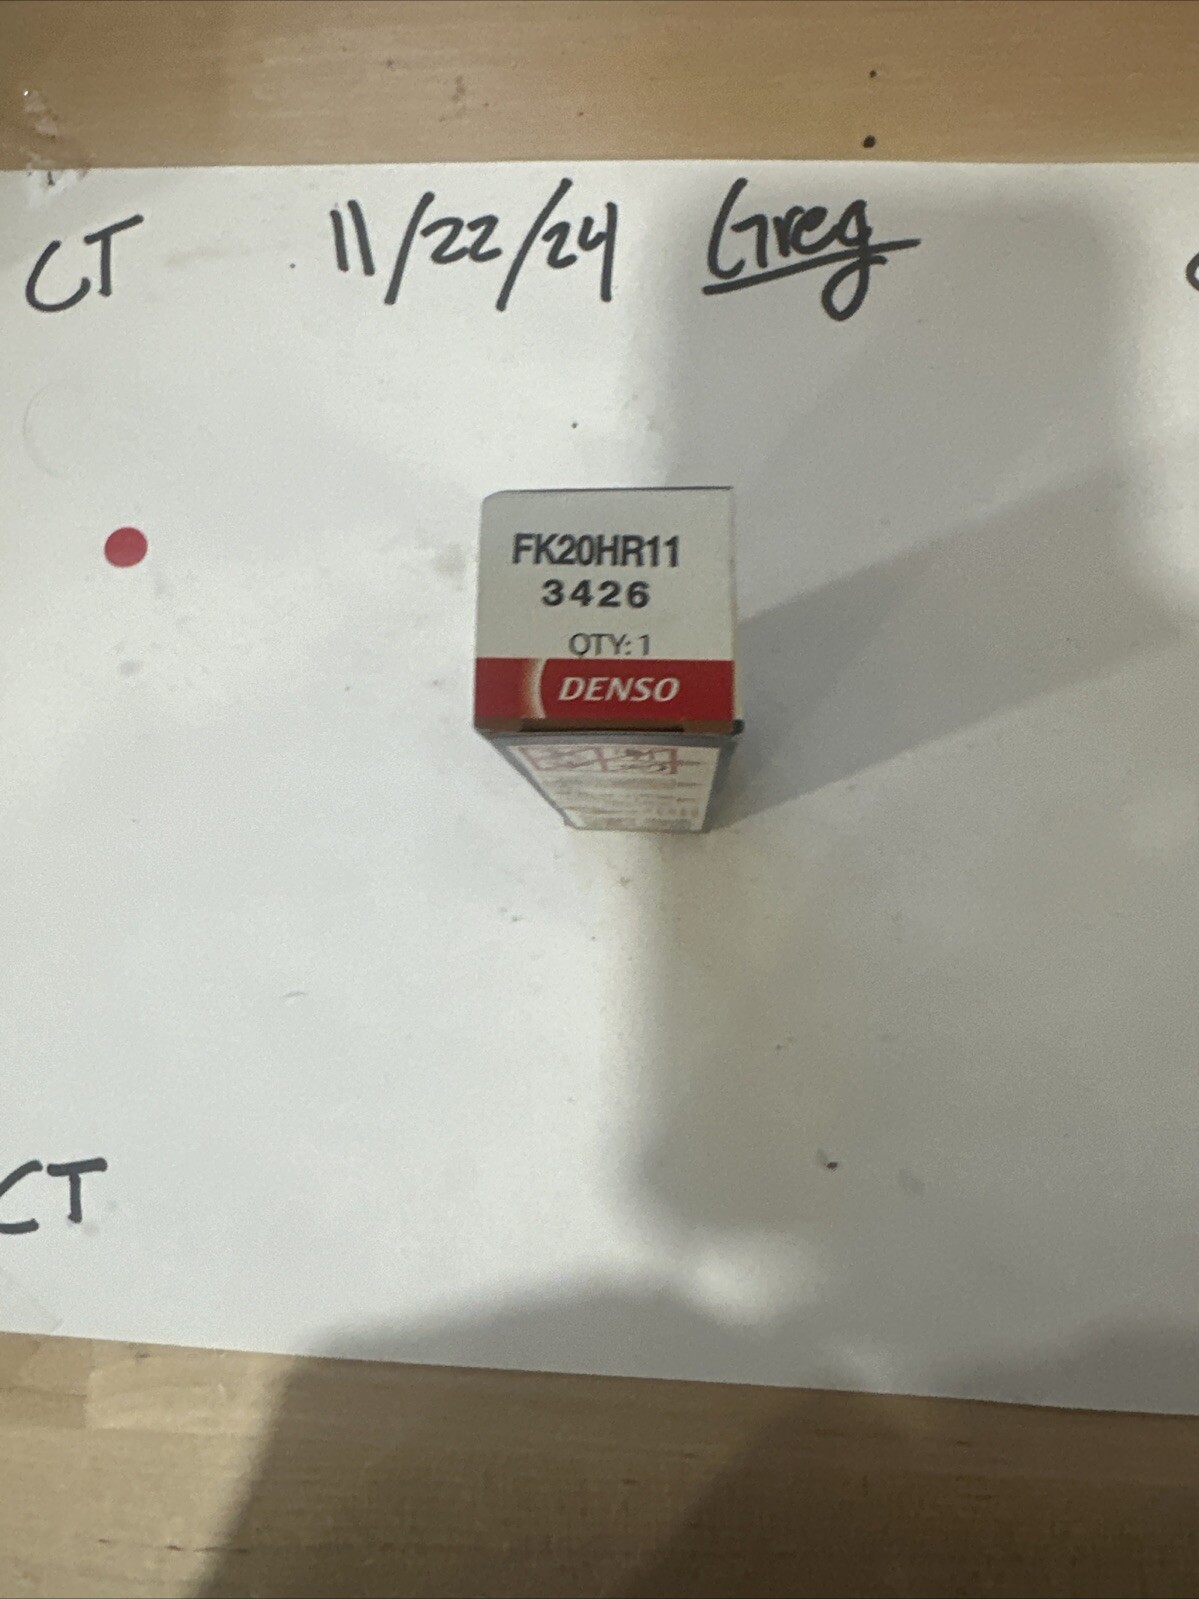 CT 11/22/24 Greg
FK20HR11
3426
QTY: 1
DENSO
CT